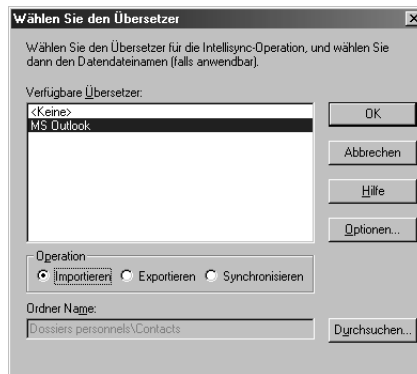 Wählen Sie den Übersetzer
Wählen Sie den Übersetzer für die Intellisync-Operation, und wählen Sie
dann den Datendateinamen (falls anwendbar).
Verfügbare Übersetzer:
<Keine>
MS Outlook
OK
Abbrechen
Hilfe
Optionen...
Operation
Importieren Exportieren Synchronisieren
Ordner Name:
Dossiers personnels\Contacts
Durchsuchen...